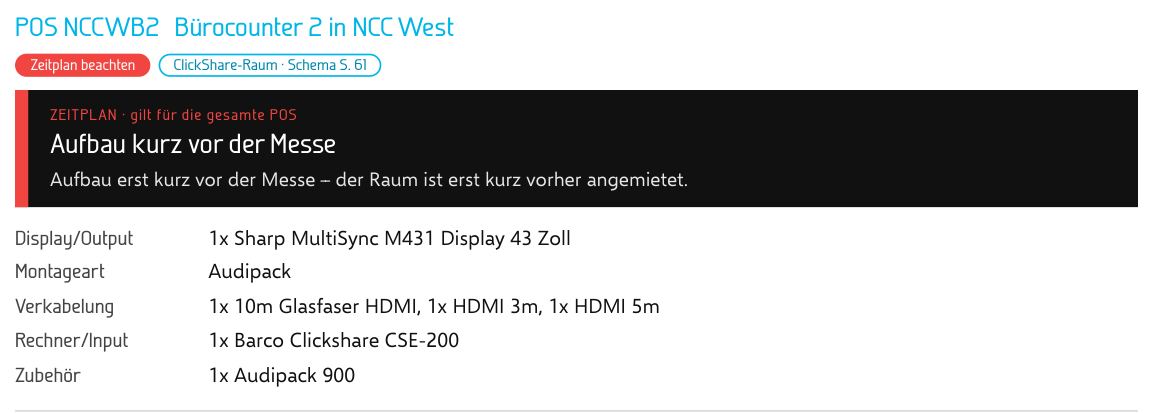 POS NCCWB2 Bürocounter 2 in NCC West
Zeitplan beachten ClickShare-Raum · Schema S. 61
ZEITPLAN · gilt für die gesamte POS
Aufbau kurz vor der Messe
Aufbau erst kurz vor der Messe – der Raum ist erst kurz vorher angemietet.
Display/Output 1x Sharp MultiSync M431 Display 43 Zoll
Montageart Audipack
Verkabelung 1x 10m Glasfaser HDMI, 1x HDMI 3m, 1x HDMI 5m
Rechner/Input 1x Barco Clickshare CSE-200
Zubehör 1x Audipack 900